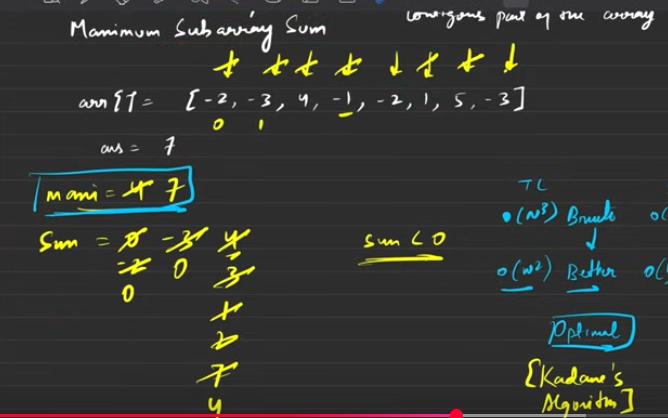 Maximum Subarray Sum
contiguous part of the array
arr[] = [-2, -3, 4, -1, -2, 1, 5, -3]
0 1
ans = 7
maxi = 4 7
Sum = 0 -3 4
-2 0 3
0
1
2
7
4
sum < 0
TC
O(N³) Brute O(
O(N²) Better O(
Optimal
[Kadane's
Algorithm]